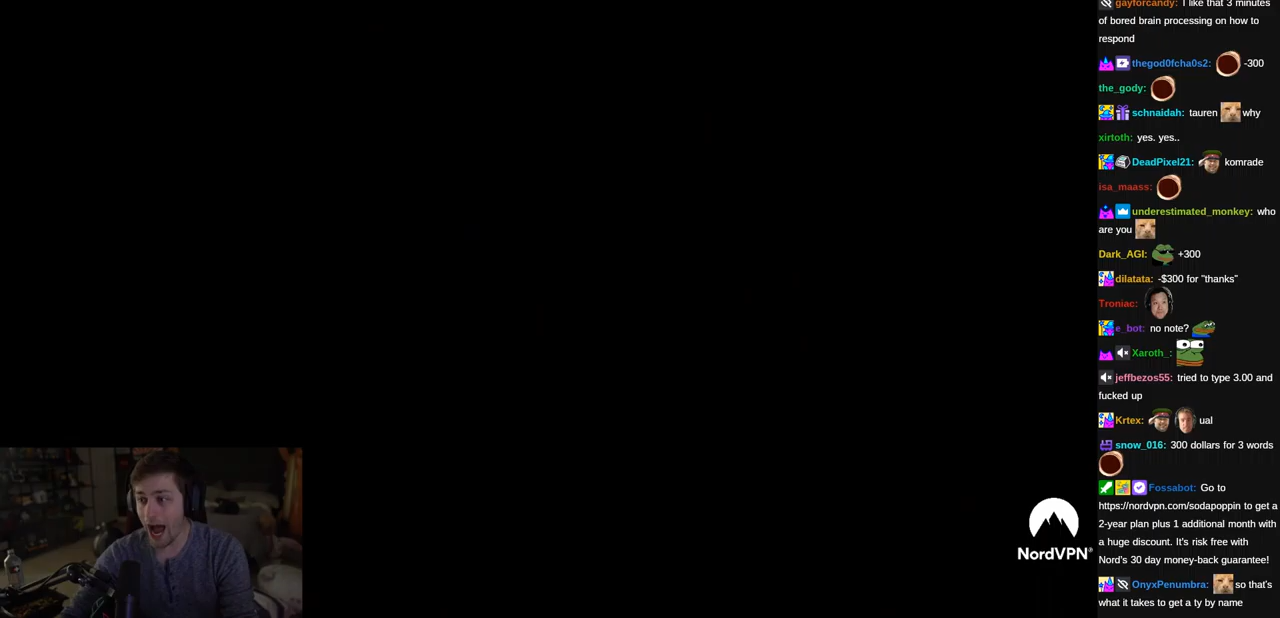 gayforcandy: I like that 3 minutes
of bored brain processing on how to
respond
thegod0fcha0s2: -300
the_gody:
schnaidah: tauren why
xirtoth: yes. yes..
DeadPixel21: komrade
isa_maass:
underestimated_monkey: who
are you
Dark_AGI: +300
dilatata: -$300 for "thanks"
Troniac:
e_bot: no note?
Xaroth_:
jeffbezos55: tried to type 3.00 and
fucked up
Krtex: ual
snow_016: 300 dollars for 3 words
Fossabot: Go to
https://nordvpn.com/sodapoppin to get a
2-year plan plus 1 additional month with
a huge discount. It's risk free with
Nord's 30 day money-back guarantee!
OnyxPenumbra: so that's
what it takes to get a ty by name
NordVPN®